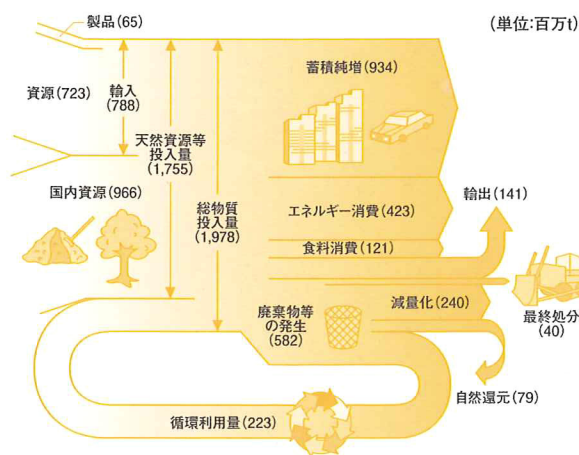 (単位:百万t)
製品(65)
資源(723)
輸入
(788)
天然資源等
投入量
(1,755)
国内資源(966)
総物質
投入量
(1,978)
蓄積純増(934)
エネルギー消費(423)
食料消費(121)
輸出(141)
廃棄物等
の発生
(582)
減量化(240)
最終処分
(40)
自然還元(79)
循環利用量(223)